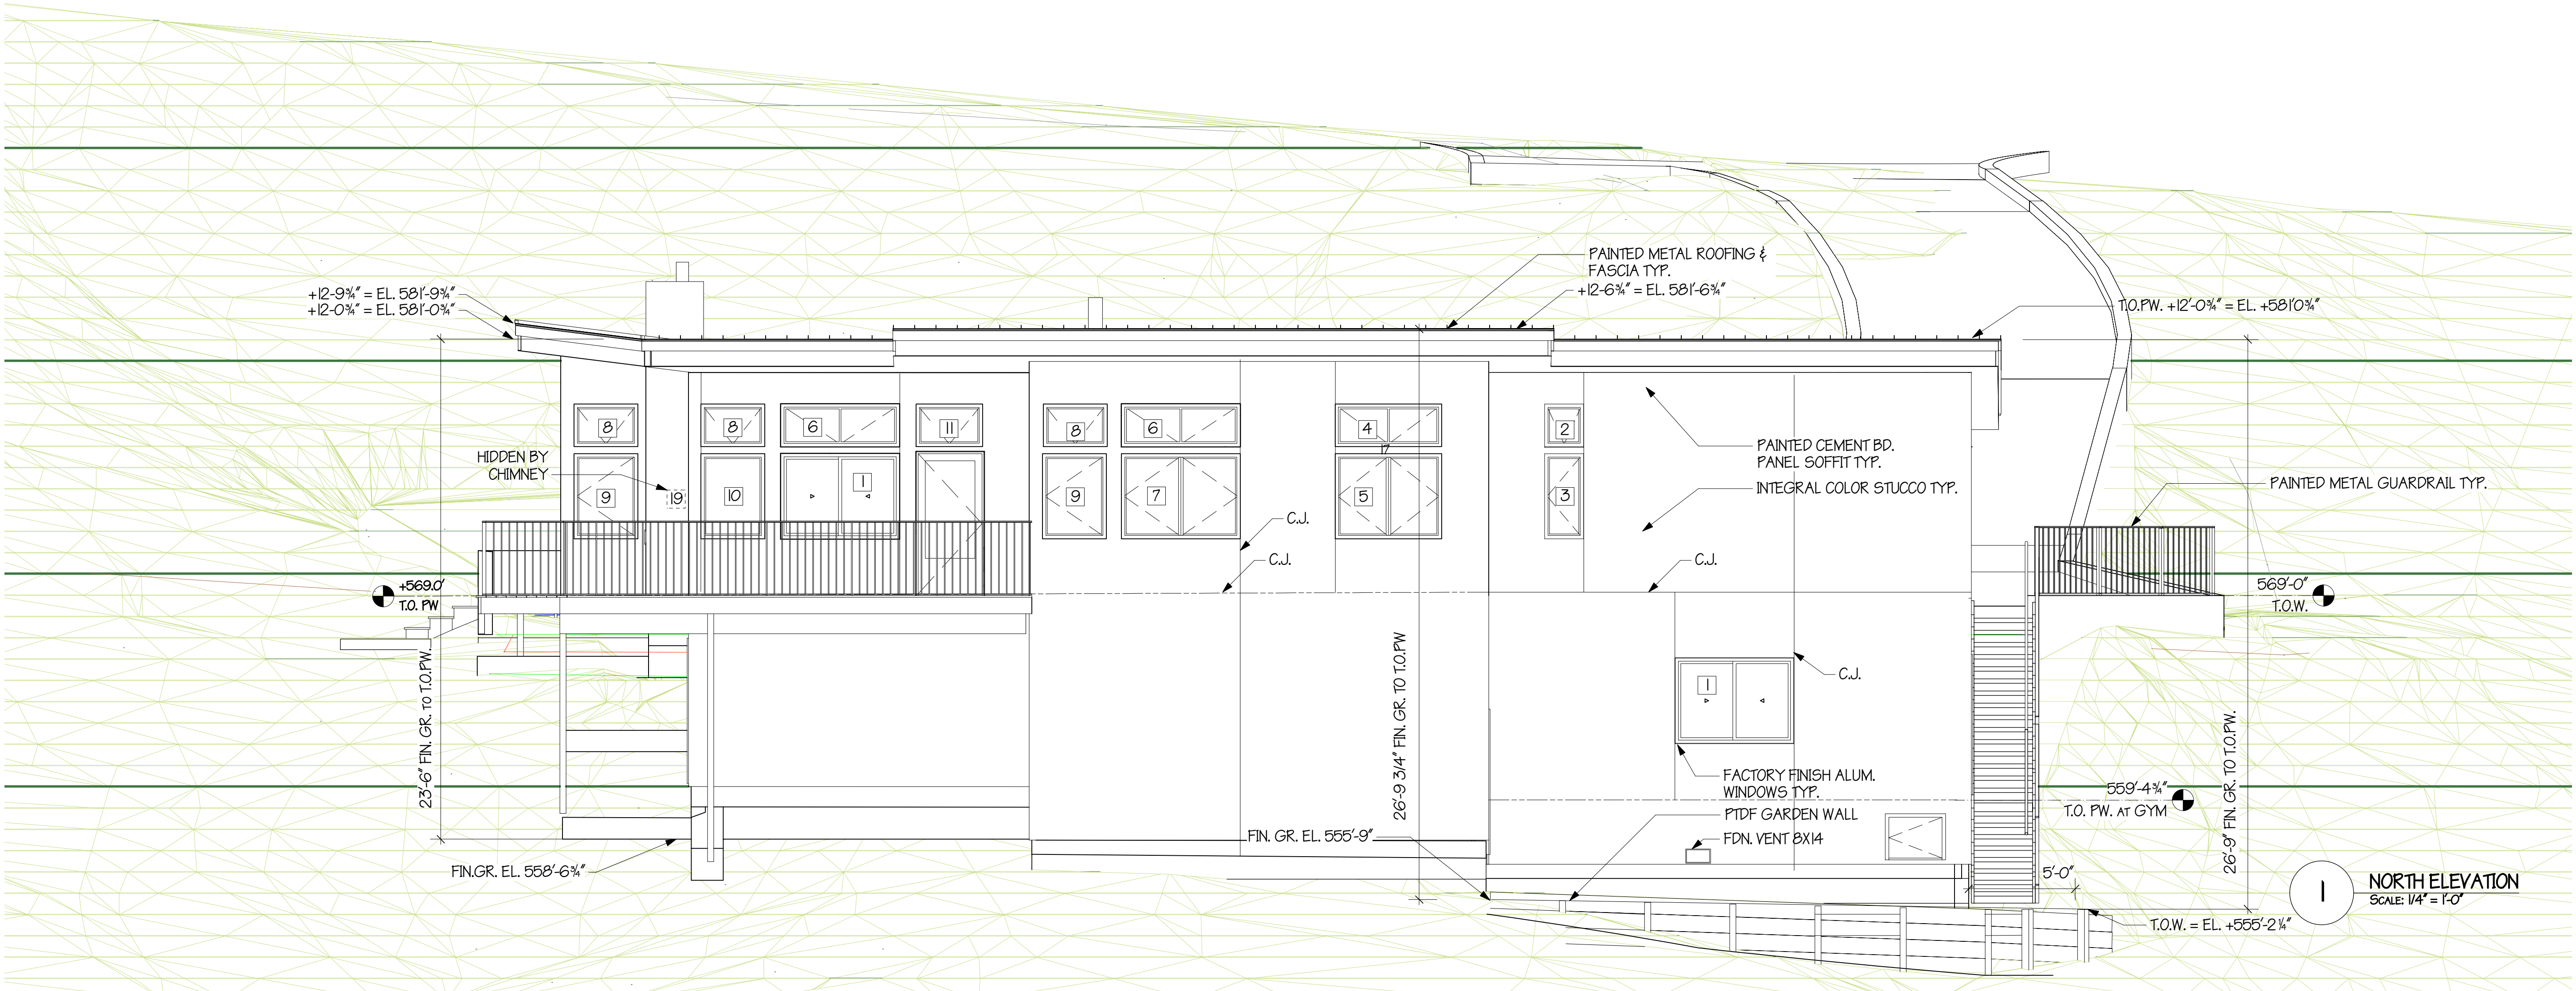 PAINTED METAL ROOFING &
FASCIA TYP.
+12-6¾" = EL. 581'-6¾"
+12-9¾" = EL. 581'-9¾"
+12-0¾" = EL. 581'-0¾"
T.O.PW. +12'-0¾" = EL. +581'0¾"
8
8
6
11
8
6
4
17
2
PAINTED CEMENT BD.
PANEL SOFFIT TYP.
HIDDEN BY
CHIMNEY
9
19
10
1
9
7
5
3
INTEGRAL COLOR STUCCO TYP.
PAINTED METAL GUARDRAIL TYP.
C.J.
C.J.
C.J.
+569.0'
T.O. PW
569'-0"
T.O.W.
23'-6" FIN. GR. TO T.O.PW.
26'-9 3/4" FIN. GR. TO T.O.PW
26'-9" FIN. GR. TO T.O.PW.
C.J.
1
FACTORY FINISH ALUM.
WINDOWS TYP.
559'-4¾"
T.O. PW. AT GYM
PTDF GARDEN WALL
FIN. GR. EL. 555'-9"
FDN. VENT 8X14
FIN.GR. EL. 558'-6¾"
5'-0"
1
NORTH ELEVATION
SCALE: 1/4" = 1'-0"
T.O.W. = EL. +555'-2¼"